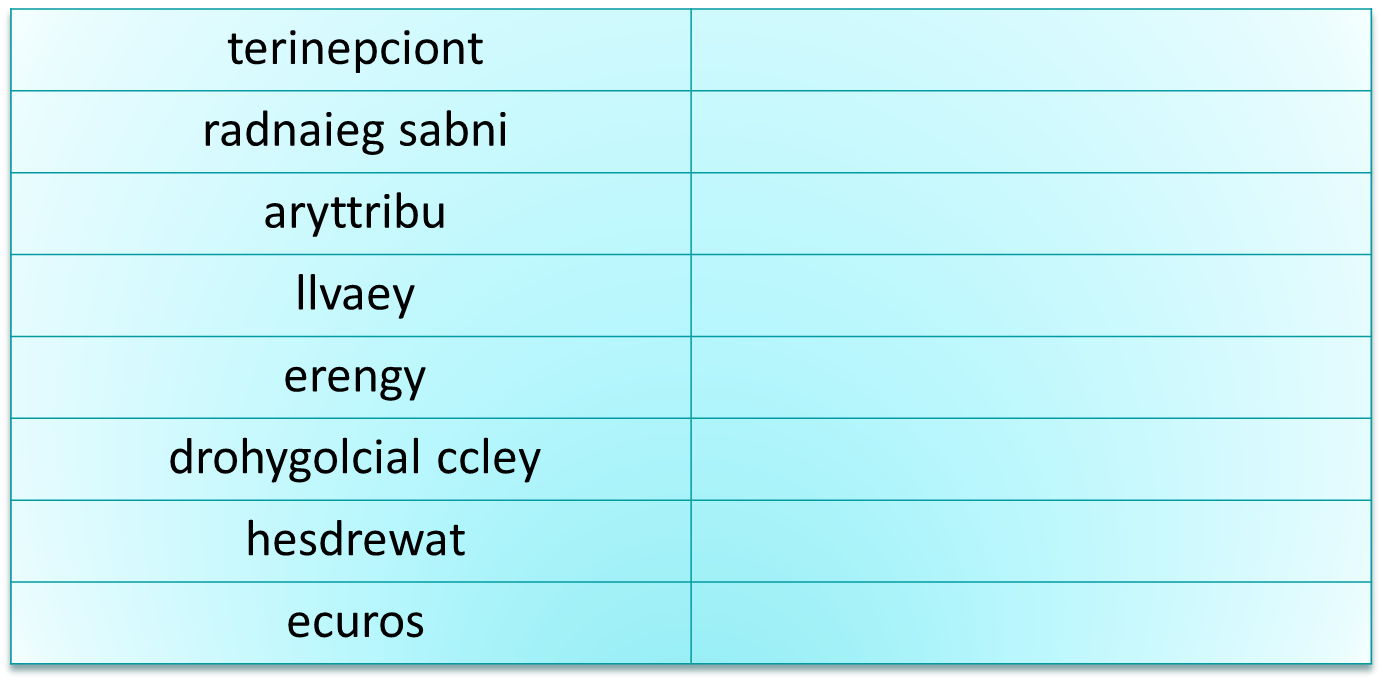 terinepciont
radnaieg sabni
aryttribu
llvaey
erengy
drohygolcial ccley
hesdrewat
ecuros